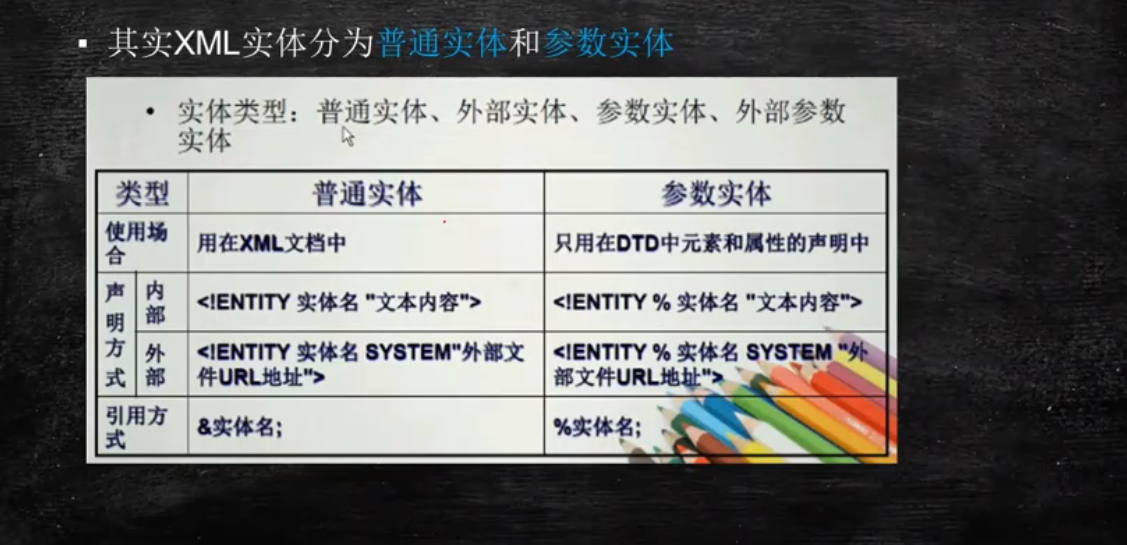 ▪ 其实XML实体分为普通实体和参数实体
• 实体类型：普通实体、外部实体、参数实体、外部参数
实体
类型 普通实体 参数实体
使用场
合
用在XML文档中 只用在DTD中元素和属性的声明中
声
明
方
式
内
部
<!ENTITY 实体名 "文本内容"> <!ENTITY % 实体名 "文本内容">
外
部
<!ENTITY 实体名 SYSTEM"外部文
件URL地址">
<!ENTITY % 实体名 SYSTEM "外
部文件URL地址">
引用方
式
&实体名; %实体名;